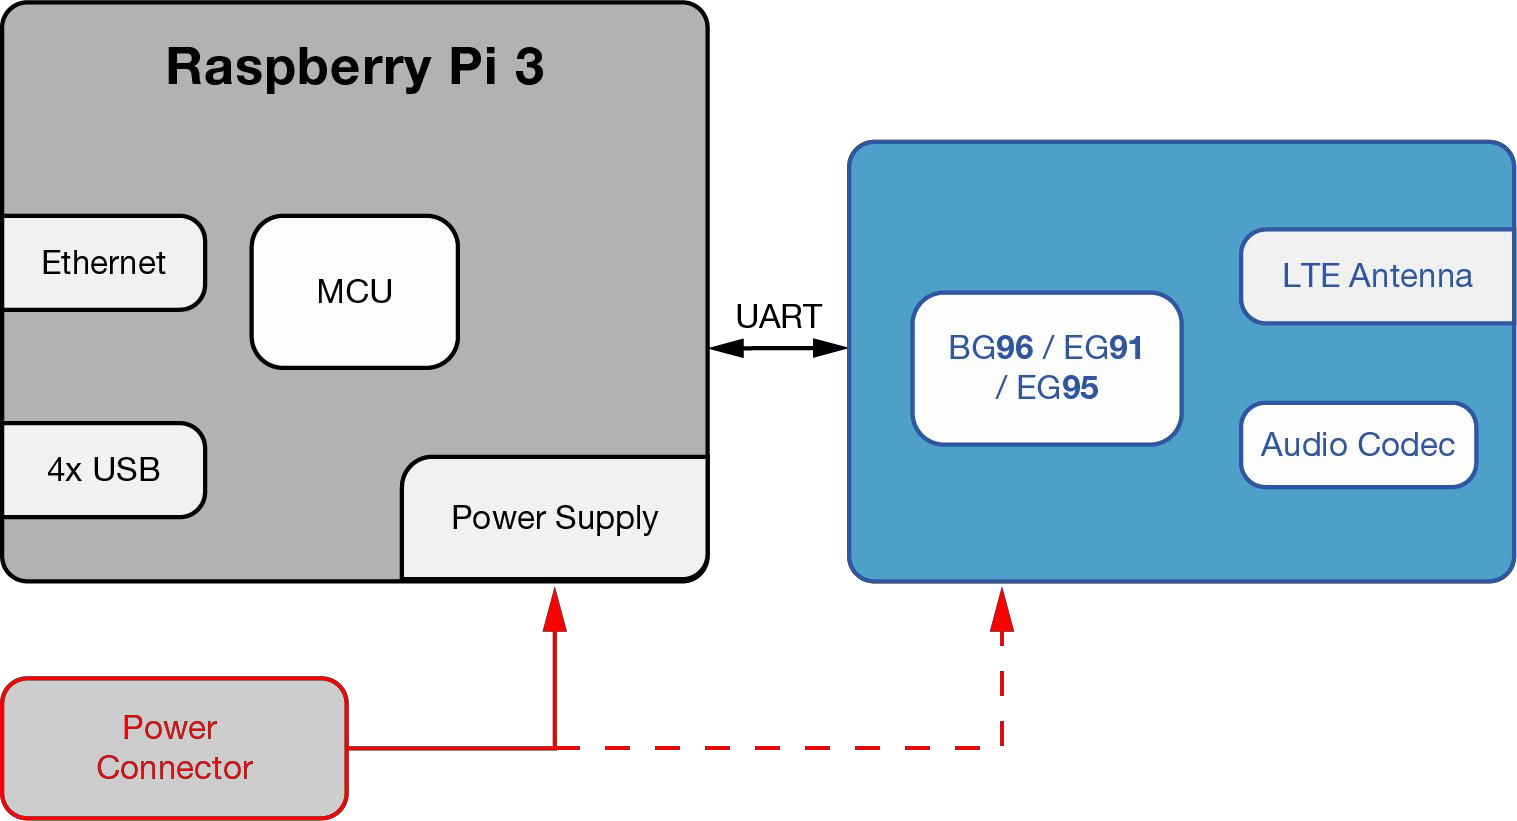 Raspberry Pi 3
Ethernet
MCU
4x USB
Power Supply
UART
BG96 / EG91
/ EG95
LTE Antenna
Audio Codec
Power
Connector